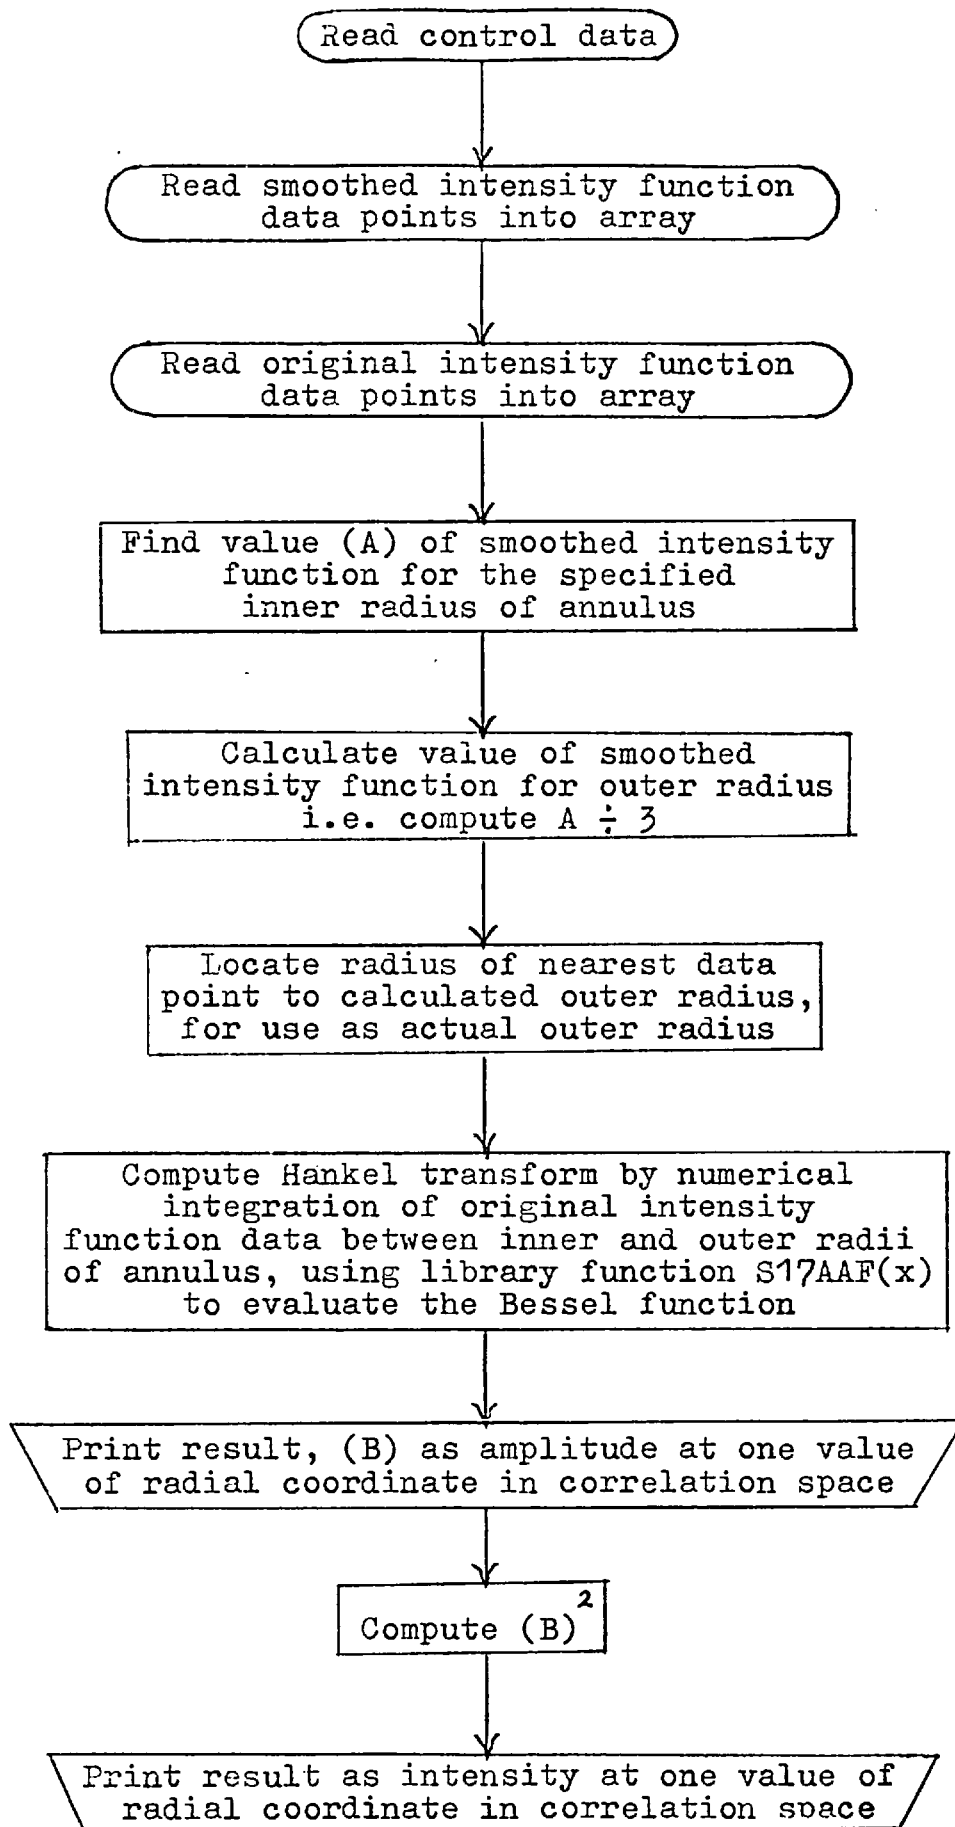 Read control data
Read smoothed intensity function
data points into array
Read original intensity function
data points into array
Find value (A) of smoothed intensity
function for the specified
inner radius of annulus
Calculate value of smoothed
intensity function for outer radius
i.e. compute A ÷ 3
Locate radius of nearest data
point to calculated outer radius,
for use as actual outer radius
Compute Hankel transform by numerical
integration of original intensity
function data between inner and outer radii
of annulus, using library function S17AAF(x)
to evaluate the Bessel function
Print result, (B) as amplitude at one value
of radial coordinate in correlation space
Compute (B)²
Print result as intensity at one value of
radial coordinate in correlation space